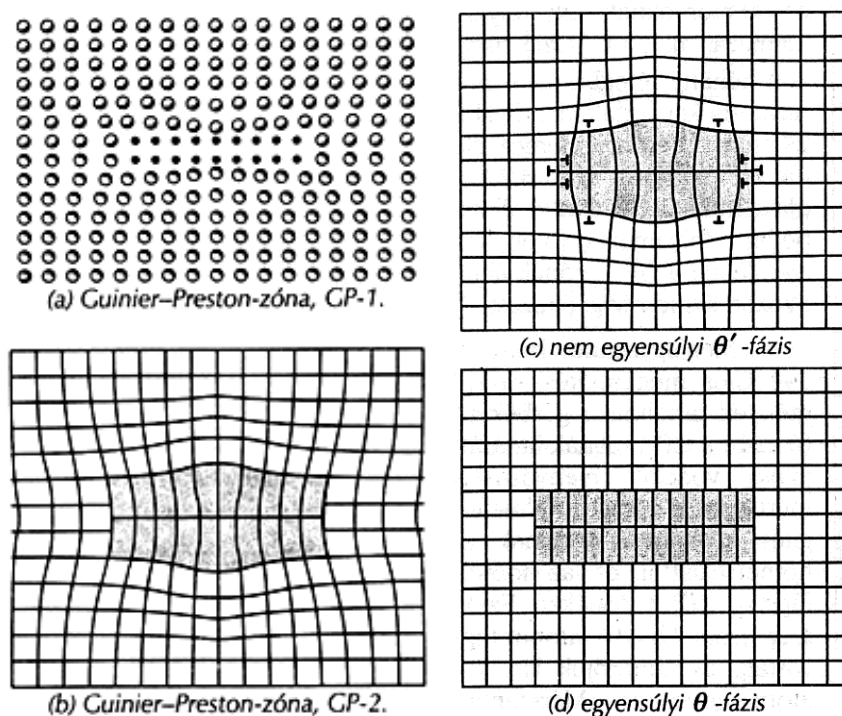 (a) Guinier–Preston-zóna, GP-1.
(b) Guinier–Preston-zóna, GP-2.
(c) nem egyensúlyi θ′ -fázis
(d) egyensúlyi θ -fázis